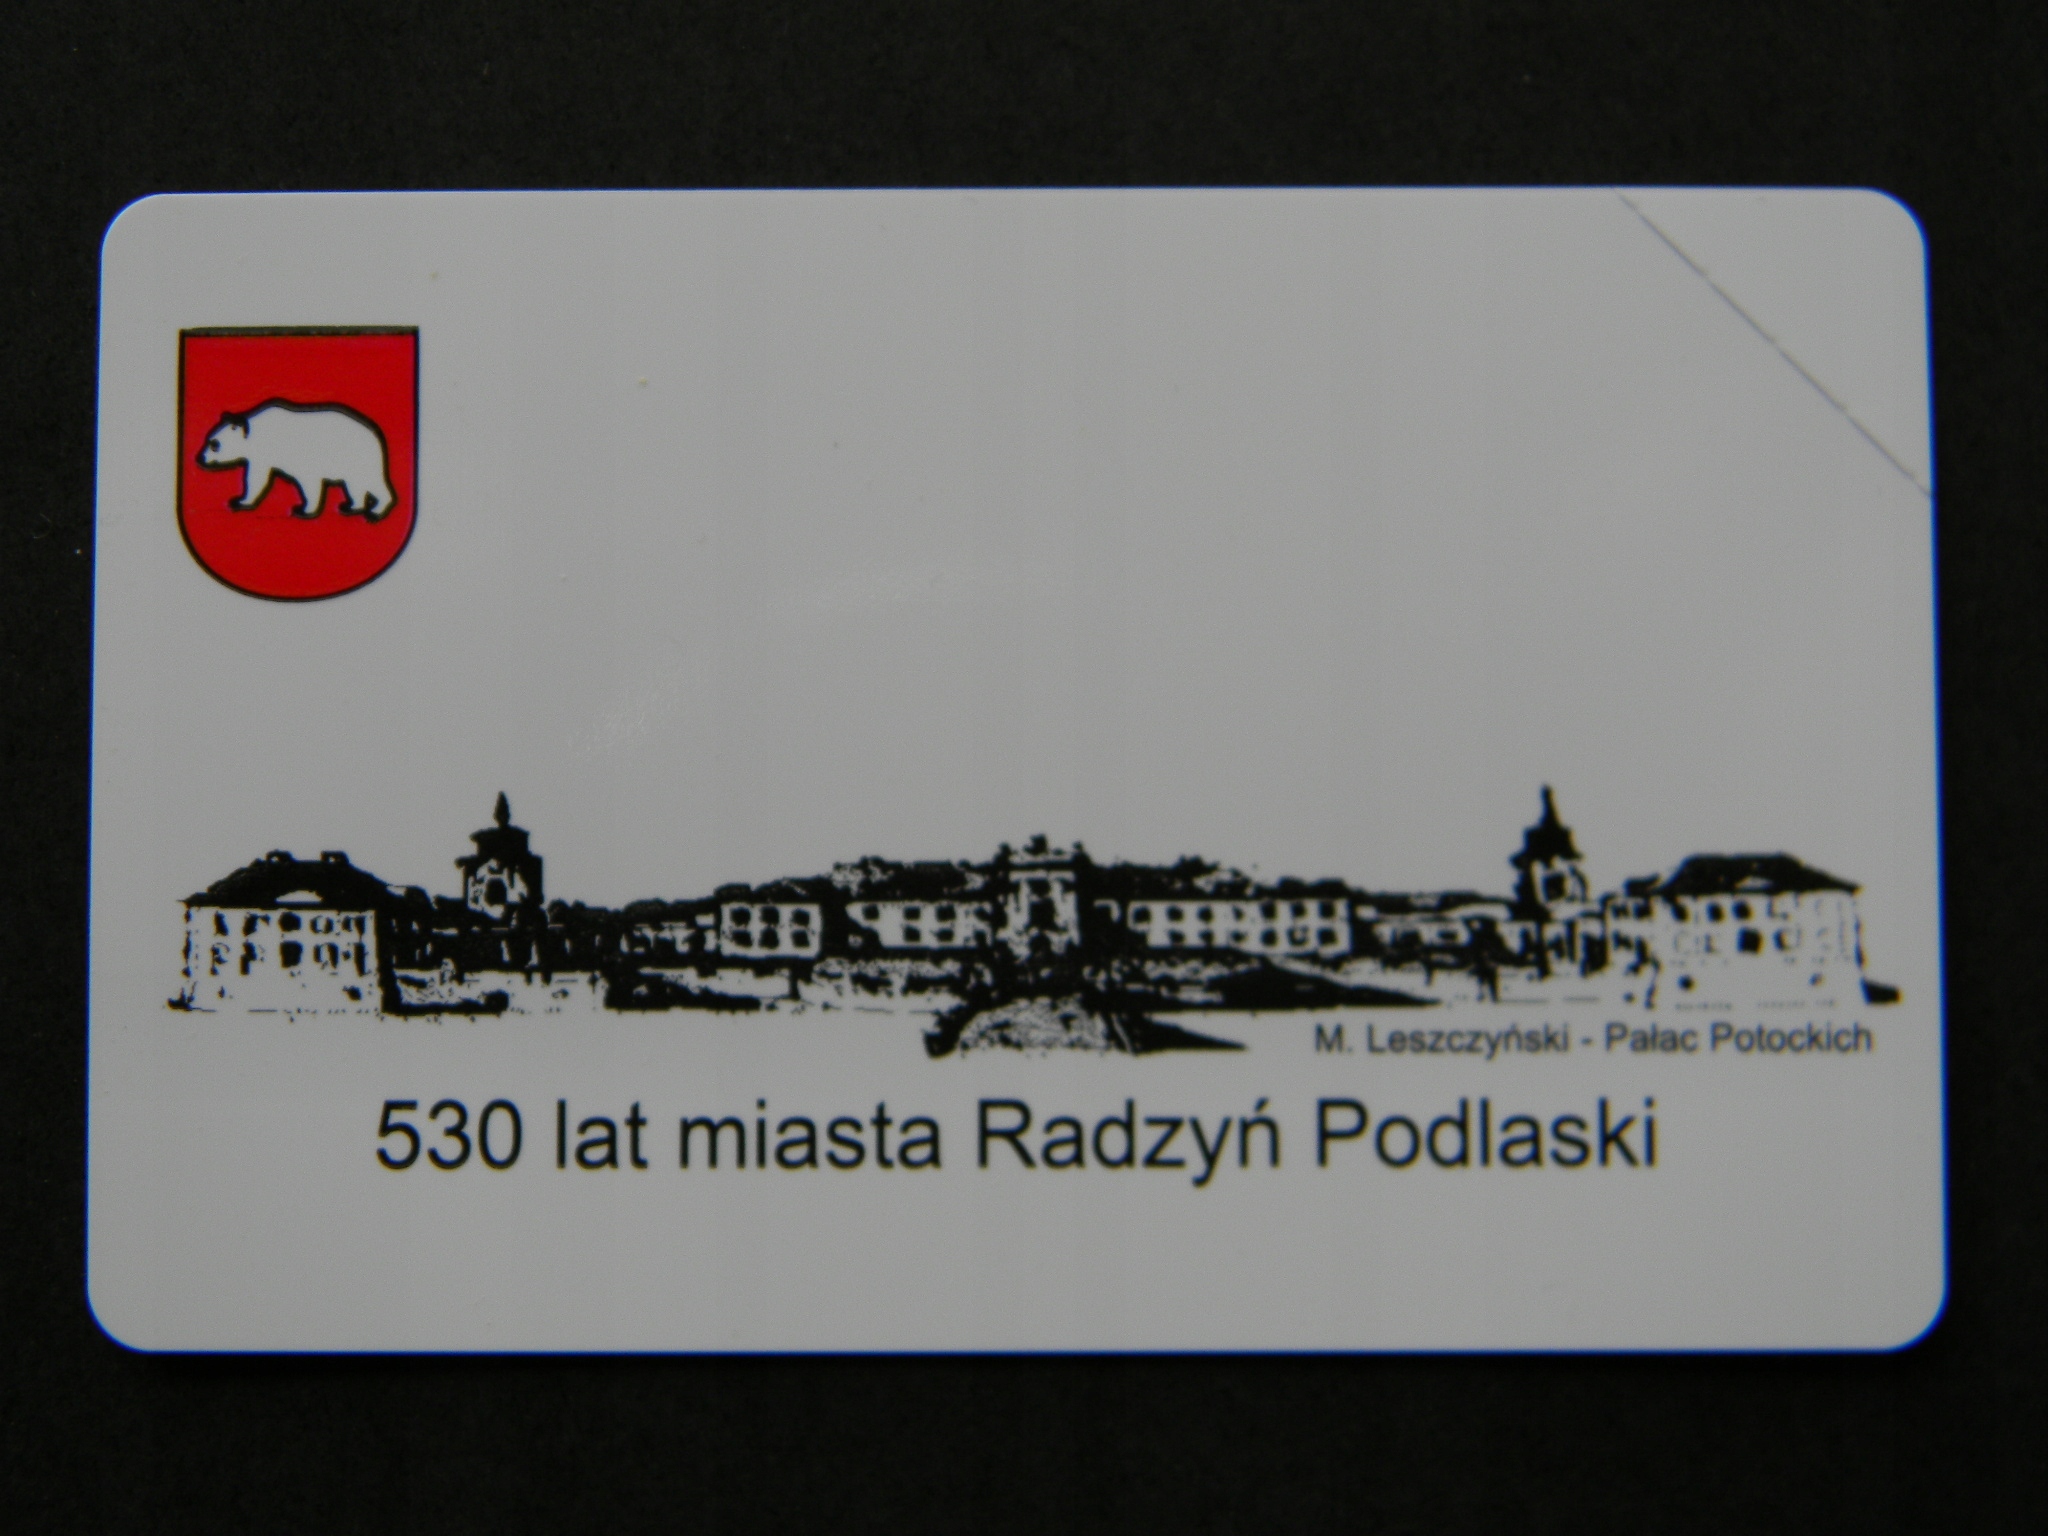 M. Leszczyński - Pałac Potockich
530 lat miasta Radzyń Podlaski